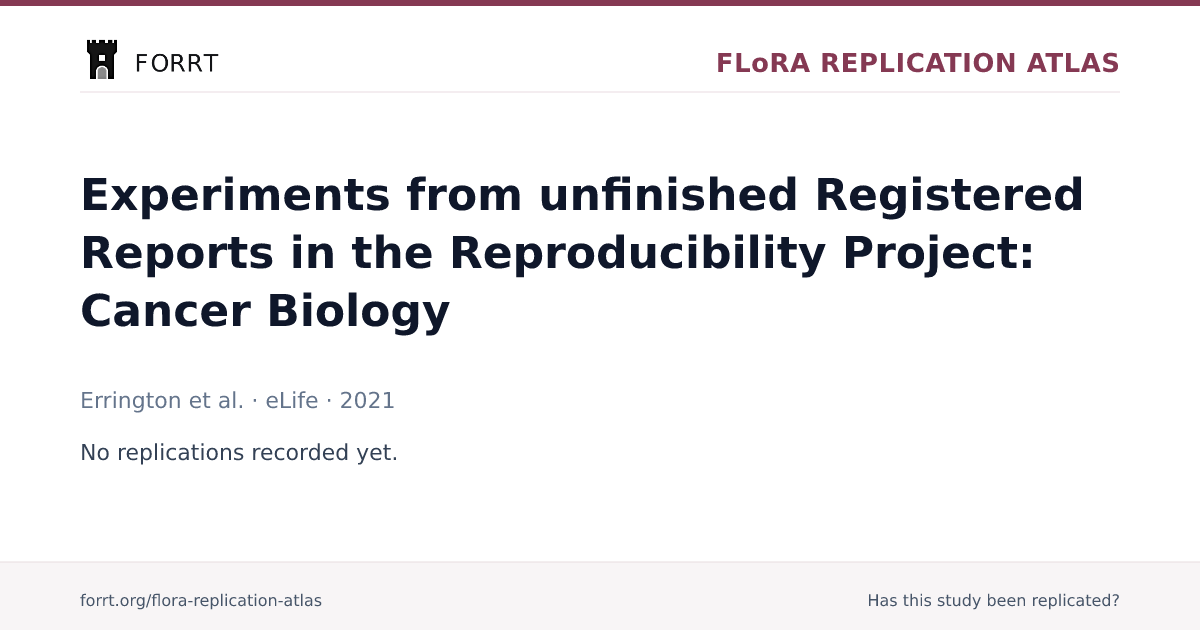 FORRT
FLoRA REPLICATION ATLAS
Experiments from unfinished Registered
Reports in the Reproducibility Project:
Cancer Biology
Errington et al. · eLife · 2021
No replications recorded yet.
forrt.org/flora-replication-atlas
Has this study been replicated?